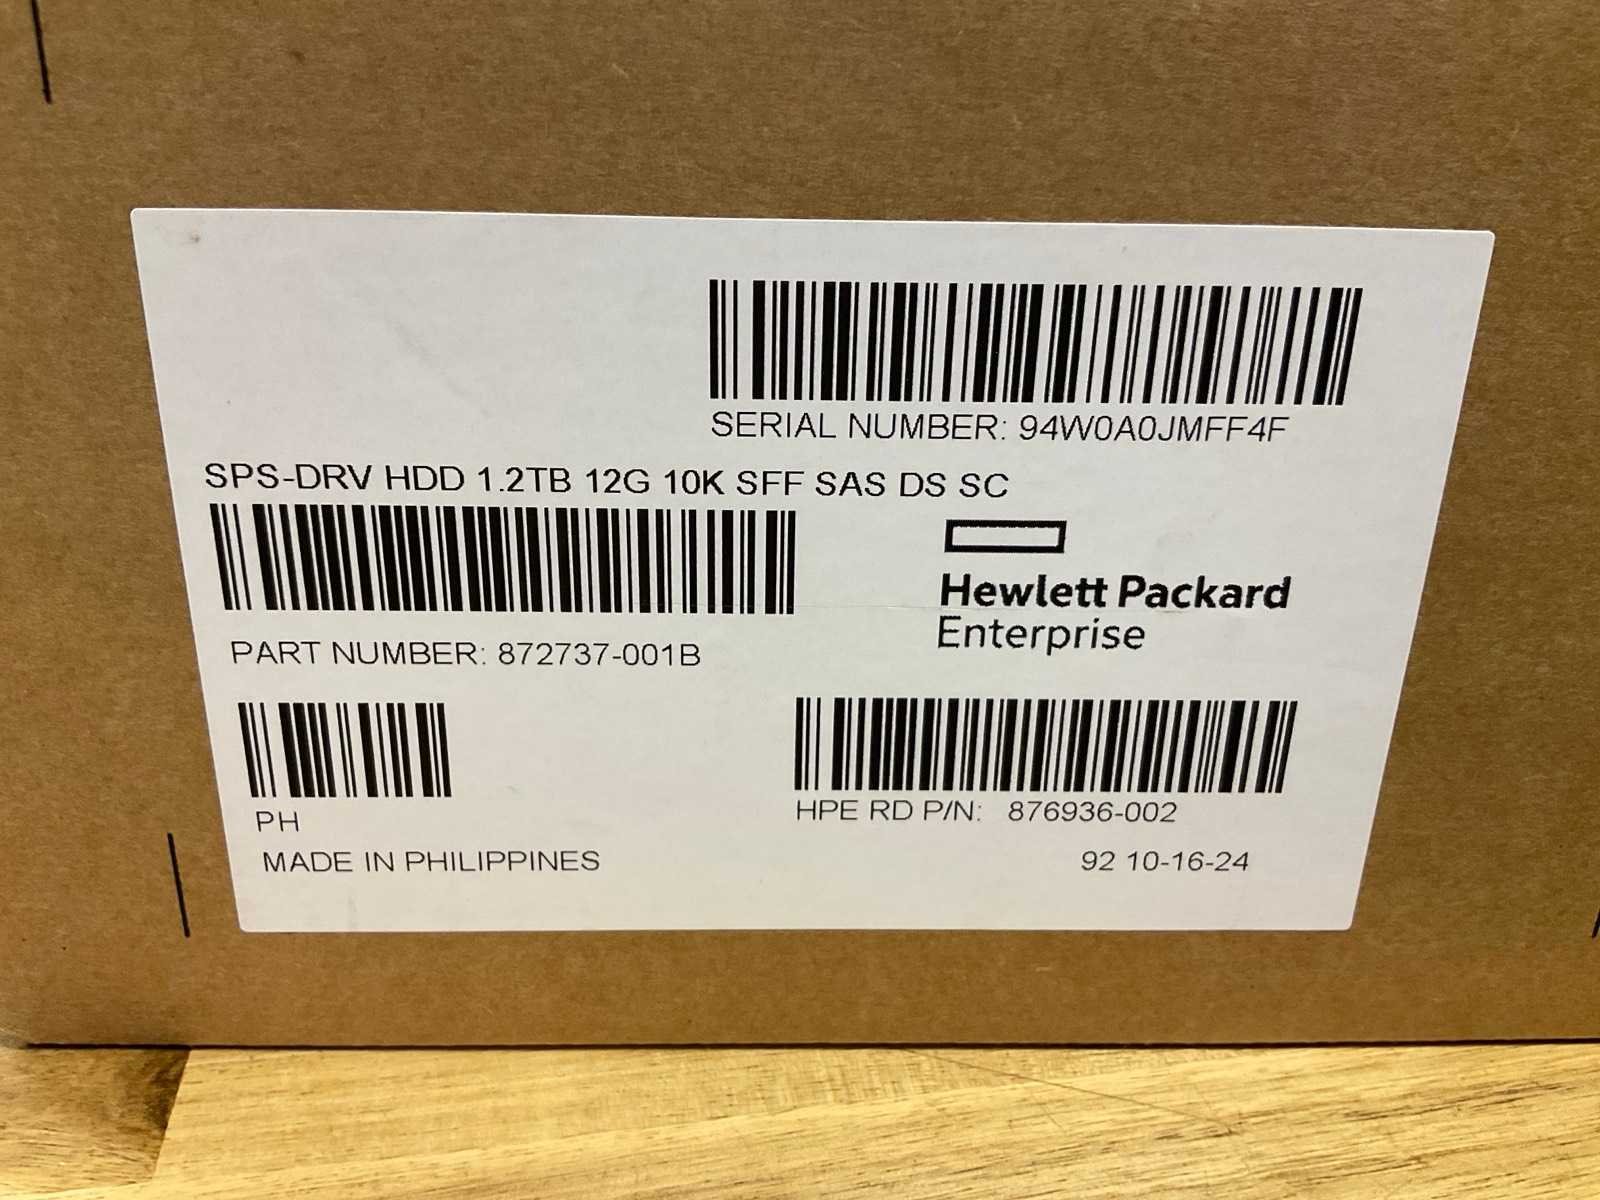 SERIAL NUMBER: 94W0A0JMFF4F
SPS-DRV HDD 1.2TB 12G 10K SFF SAS DS SC
Hewlett Packard
Enterprise
PART NUMBER: 872737-001B
PH
HPE RD P/N: 876936-002
MADE IN PHILIPPINES
92 10-16-24